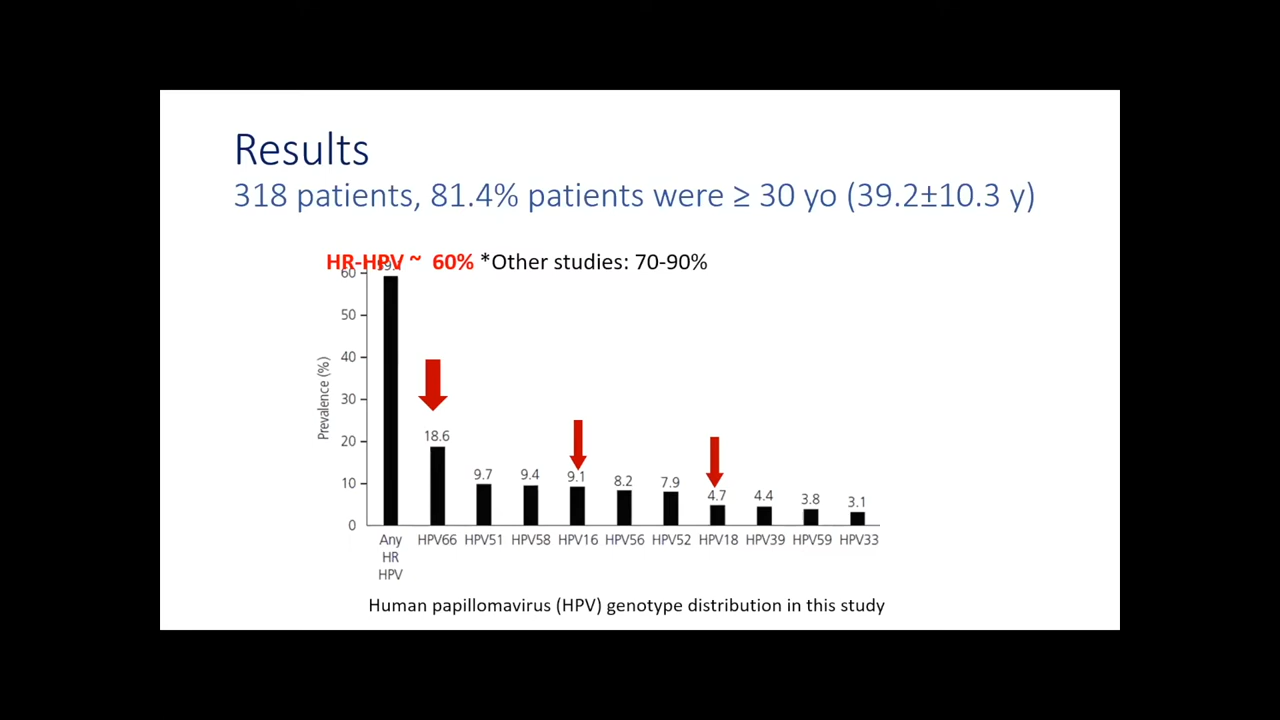 Results
318 patients, 81.4% patients were ≥ 30 yo (39.2±10.3 y)
HR-HPV ~ 60% *Other studies: 70-90%
Prevalence (%)
60
50
40
30
20
10
0
18.6
9.7
9.4
9.1
8.2
7.9
4.7
4.4
3.8
3.1
Any HR HPV
HPV66
HPV51
HPV58
HPV16
HPV56
HPV52
HPV18
HPV39
HPV59
HPV33
Human papillomavirus (HPV) genotype distribution in this study